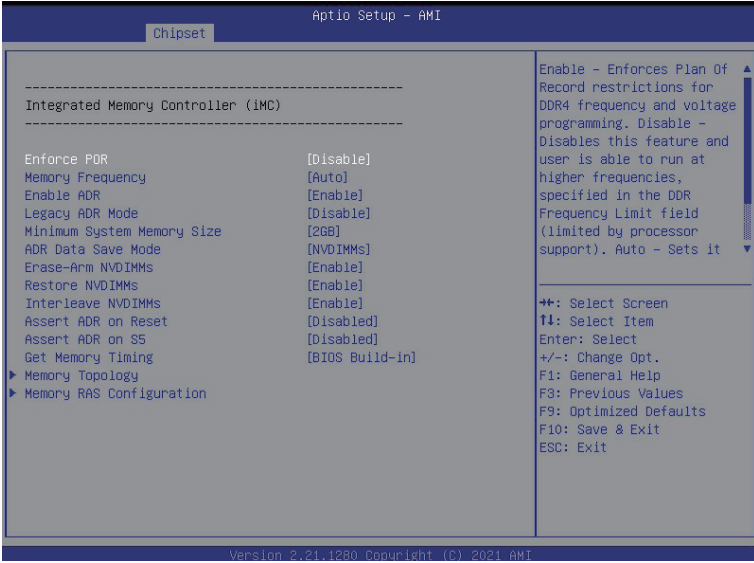 Aptio Setup – AMI
Chipset
Integrated Memory Controller (iMC)
Enforce POR [Disable]
Memory Frequency [Auto]
Enable ADR [Enable]
Legacy ADR Mode [Disable]
Minimum System Memory Size [2GB]
ADR Data Save Mode [NVDIMMs]
Erase-Arm NVDIMMs [Enable]
Restore NVDIMMs [Enable]
Interleave NVDIMMs [Enable]
Assert ADR on Reset [Disabled]
Assert ADR on S5 [Disabled]
Get Memory Timing [BIOS Build-in]
Memory Topology
Memory RAS Configuration
Enable – Enforces Plan Of
Record restrictions for
DDR4 frequency and voltage
programming. Disable –
Disables this feature and
user is able to run at
higher frequencies,
specified in the DDR
Frequency Limit field
(limited by processor
support). Auto – Sets it
→←: Select Screen
↑↓: Select Item
Enter: Select
+/-: Change Opt.
F1: General Help
F3: Previous Values
F9: Optimized Defaults
F10: Save & Exit
ESC: Exit
Version 2.21.1280 Copyright (C) 2021 AMI